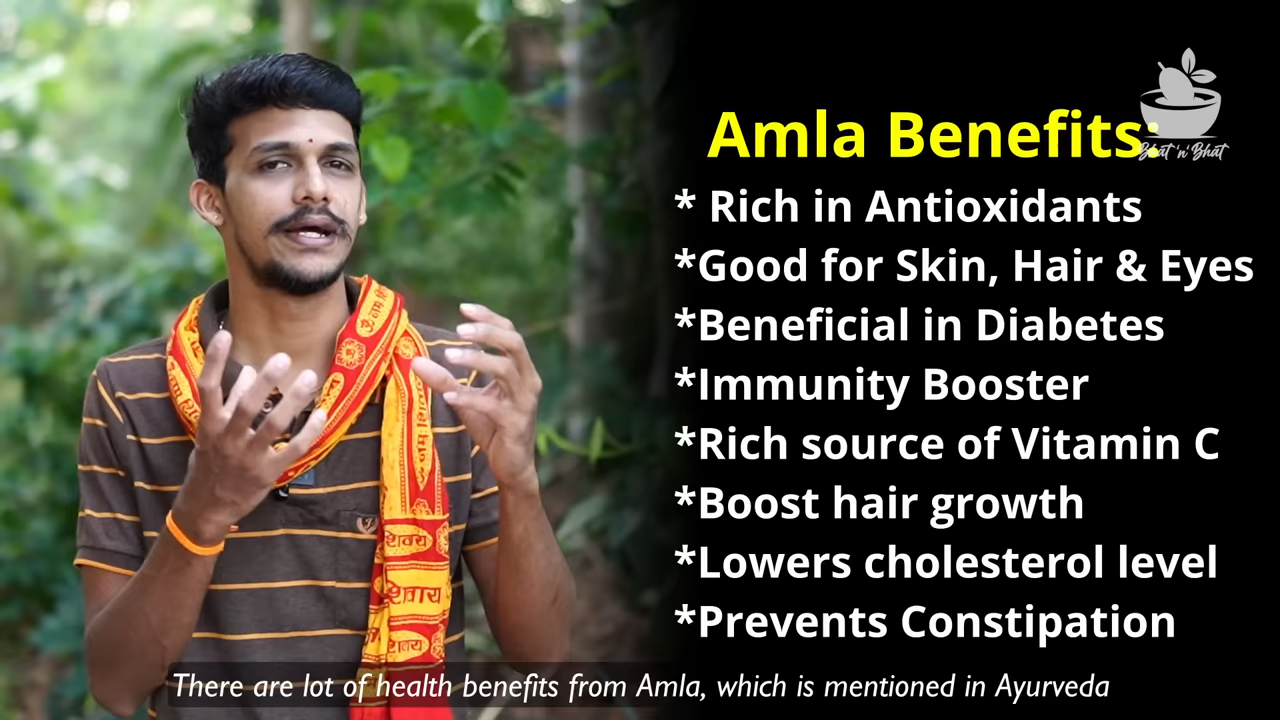 Amla Benefits:
Bhat 'n' Bhat
* Rich in Antioxidants
*Good for Skin, Hair & Eyes
*Beneficial in Diabetes
*Immunity Booster
*Rich source of Vitamin C
*Boost hair growth
*Lowers cholesterol level
*Prevents Constipation
शिवाय
There are lot of health benefits from Amla, which is mentioned in Ayurveda